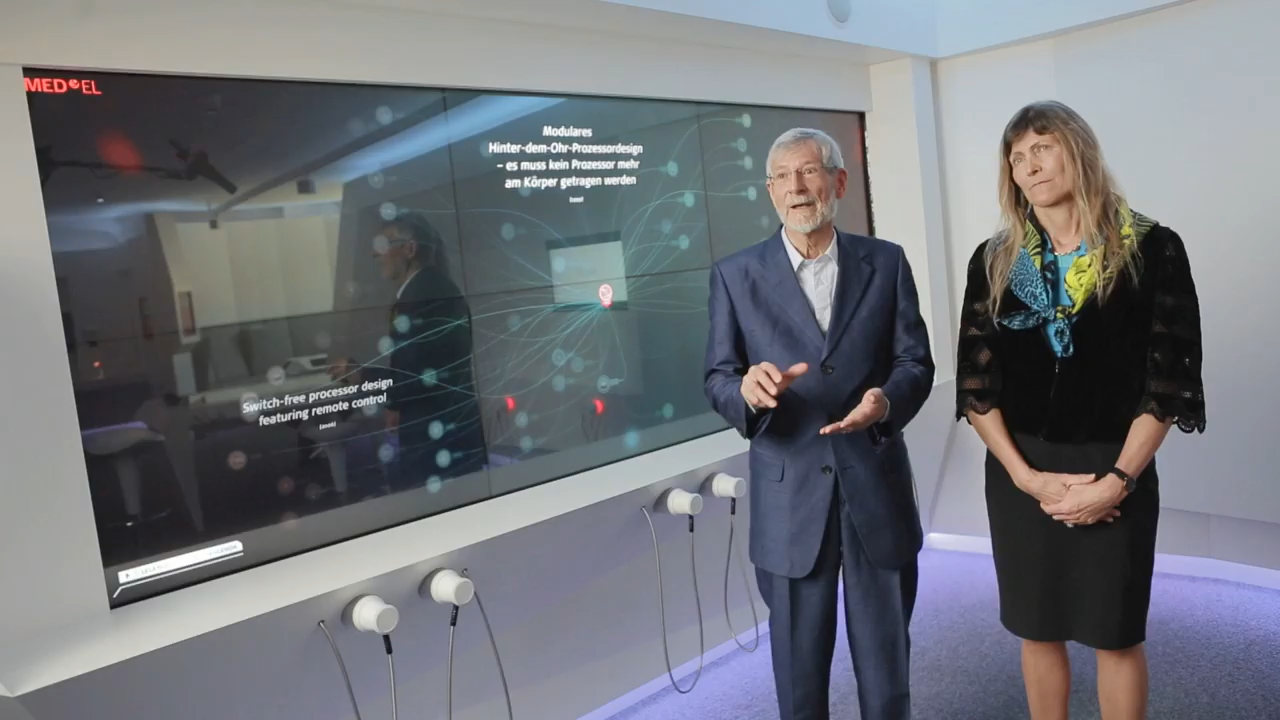 MED EL
Modulares
Hinter-dem-Ohr-Prozessordesign
– es muss kein Prozessor mehr
am Körper getragen werden
Switch-free processor design
featuring remote control